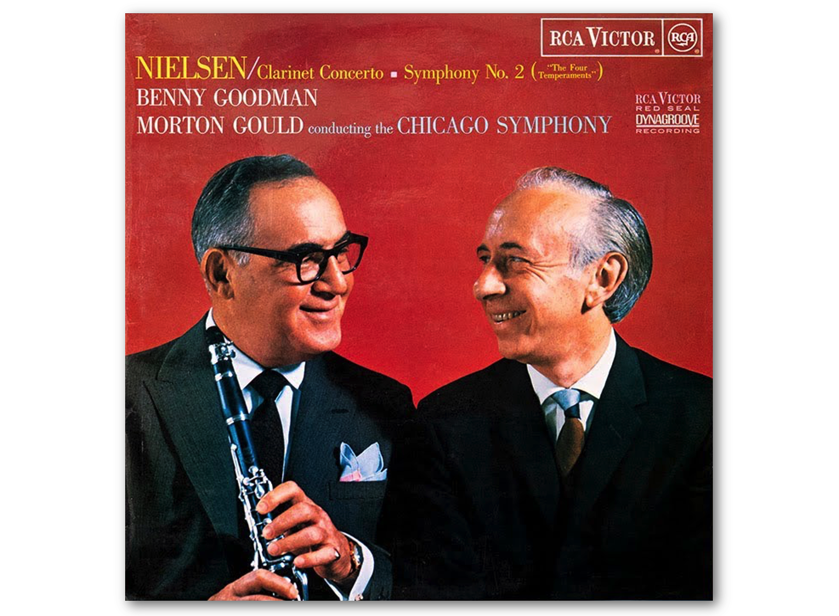 RCA VICTOR RCA
NIELSEN/Clarinet Concerto ▪ Symphony No. 2 ("The Four Temperaments")
BENNY GOODMAN
MORTON GOULD conducting the CHICAGO SYMPHONY
RCA VICTOR
RED SEAL
DYNAGROOVE
RECORDING